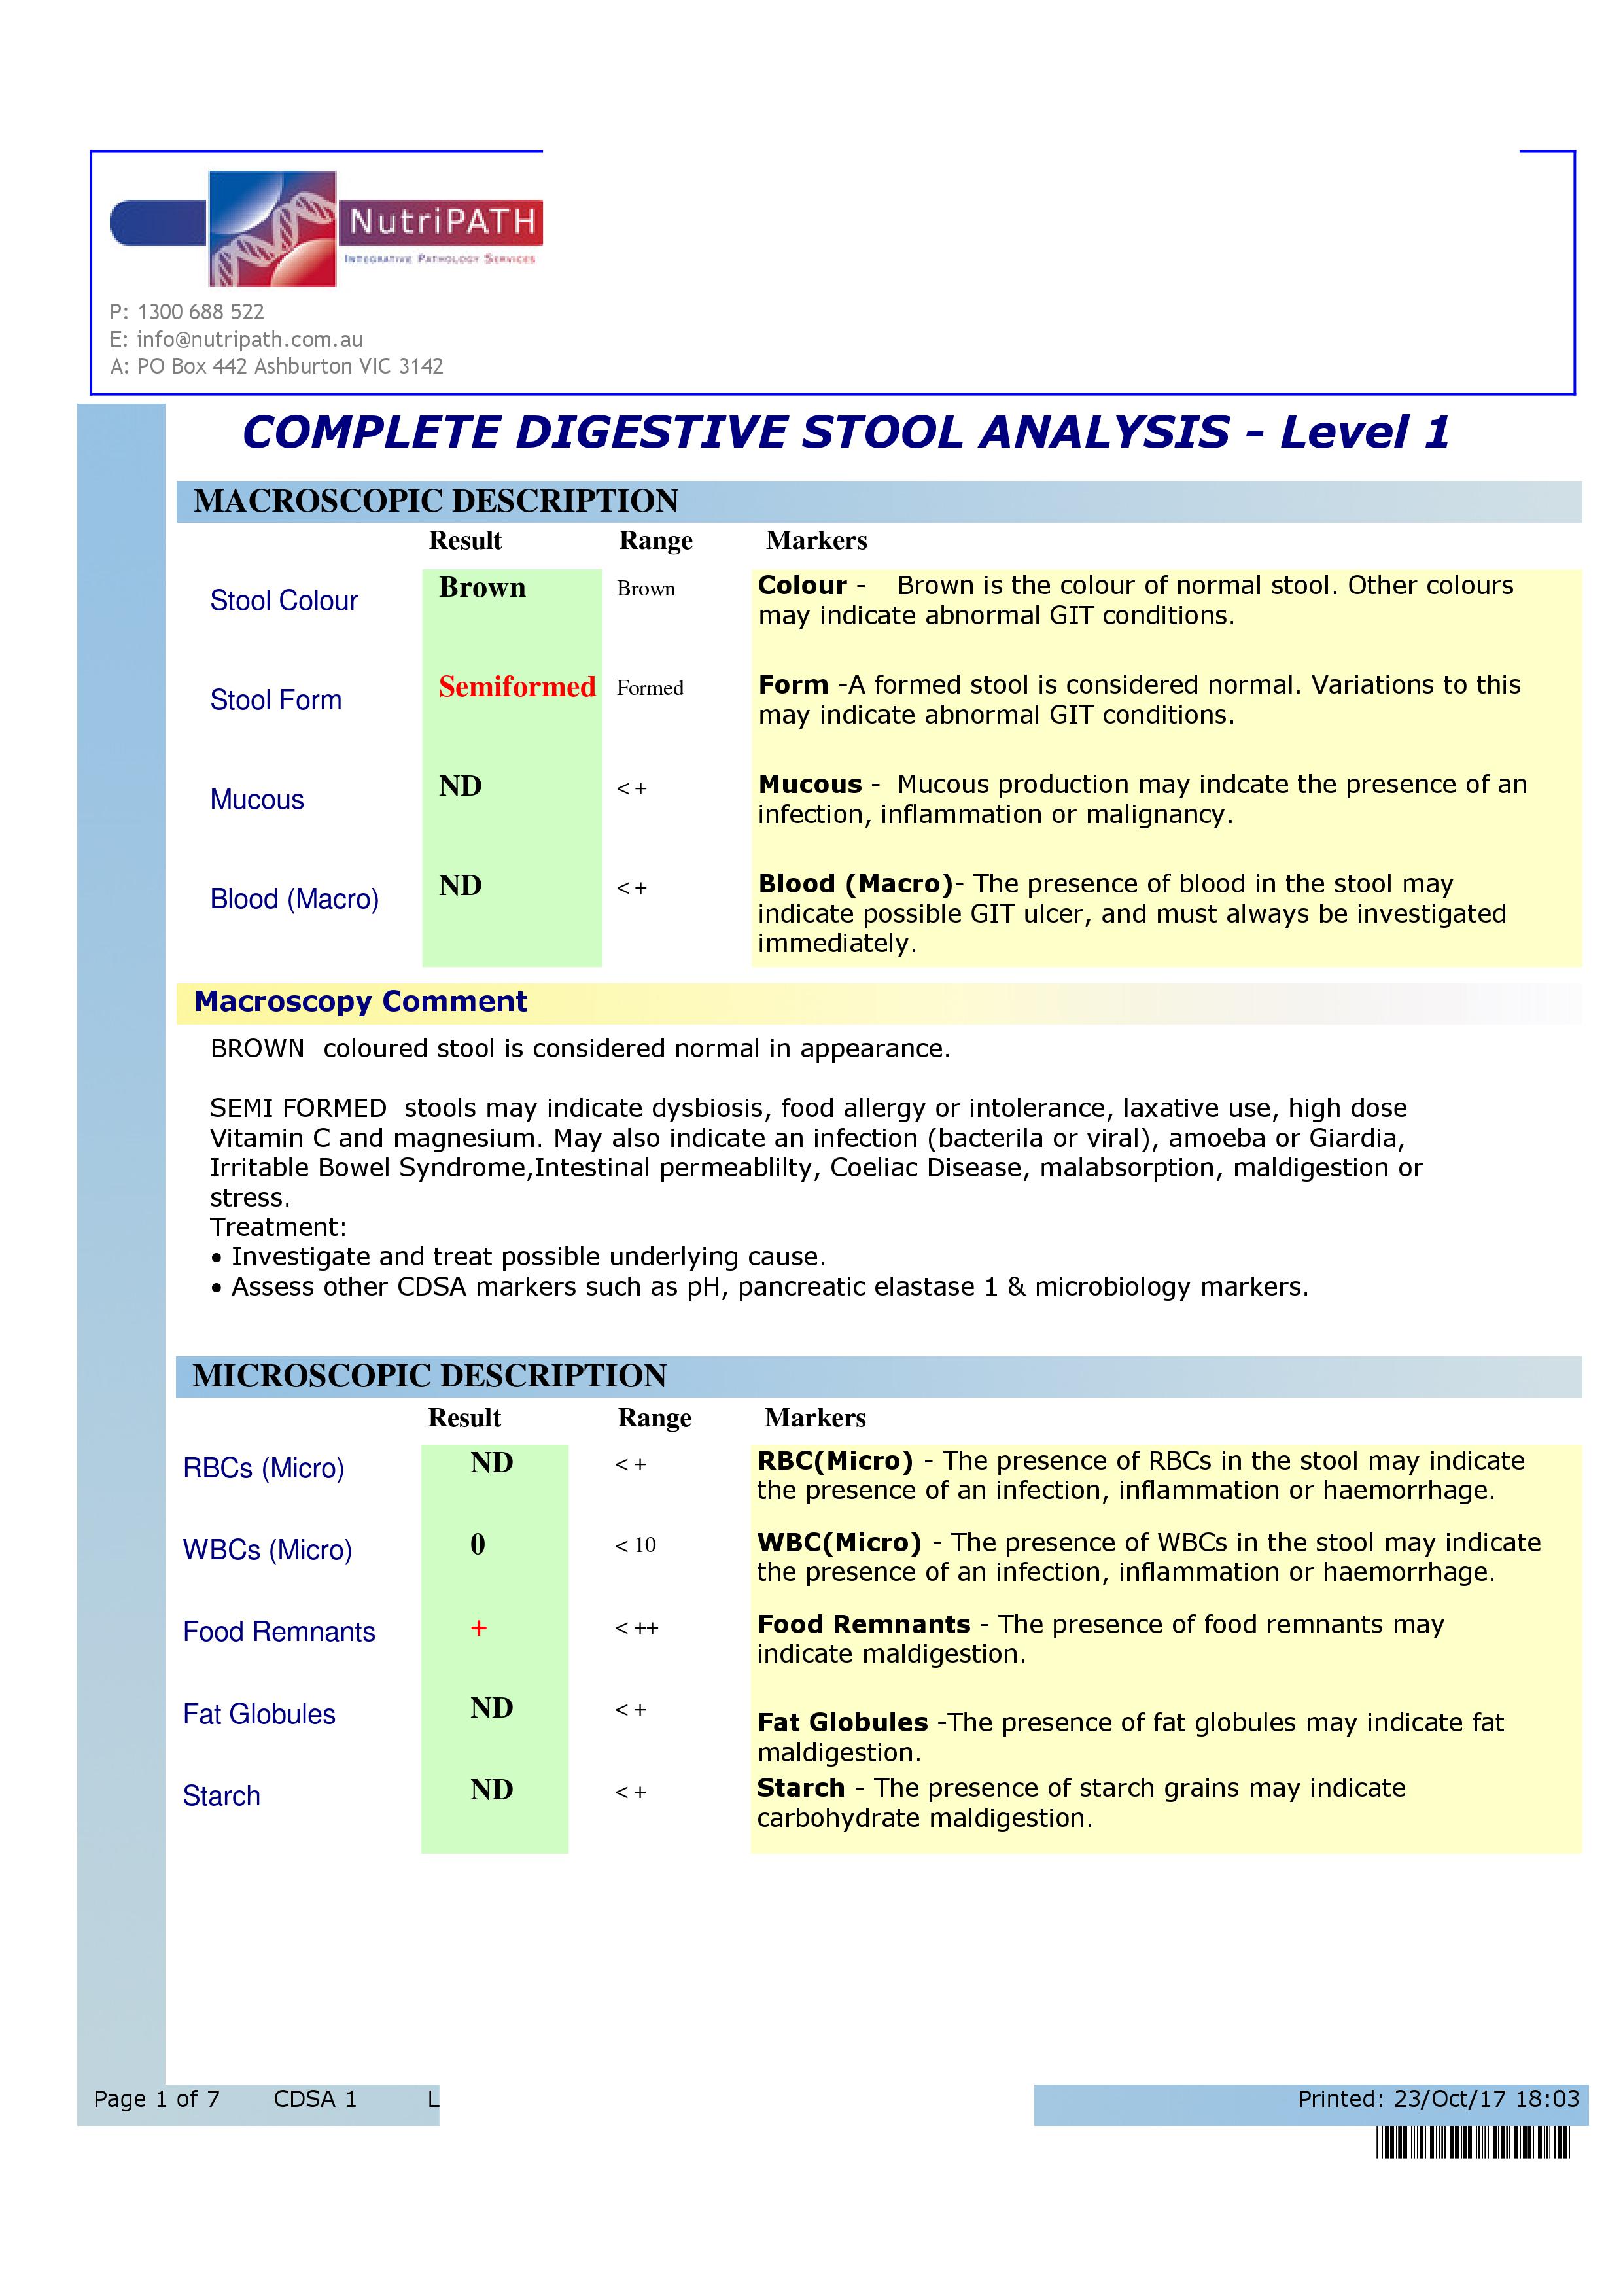 NutriPATH
INTEGRATIVE PATHOLOGY SERVICES
P: 1300 688 522
E: info@nutripath.com.au
A: PO Box 442 Ashburton VIC 3142
COMPLETE DIGESTIVE STOOL ANALYSIS - Level 1
MACROSCOPIC DESCRIPTION
Result Range Markers
Stool Colour Brown Brown Colour - Brown is the colour of normal stool. Other colours
may indicate abnormal GIT conditions.
Stool Form Semiformed Formed Form -A formed stool is considered normal. Variations to this
may indicate abnormal GIT conditions.
Mucous ND < + Mucous - Mucous production may indcate the presence of an
infection, inflammation or malignancy.
Blood (Macro) ND < + Blood (Macro)- The presence of blood in the stool may
indicate possible GIT ulcer, and must always be investigated
immediately.
Macroscopy Comment
BROWN coloured stool is considered normal in appearance.
SEMI FORMED stools may indicate dysbiosis, food allergy or intolerance, laxative use, high dose
Vitamin C and magnesium. May also indicate an infection (bacterila or viral), amoeba or Giardia,
Irritable Bowel Syndrome,Intestinal permeablilty, Coeliac Disease, malabsorption, maldigestion or
stress.
Treatment:
• Investigate and treat possible underlying cause.
• Assess other CDSA markers such as pH, pancreatic elastase 1 & microbiology markers.
MICROSCOPIC DESCRIPTION
Result Range Markers
RBCs (Micro) ND < + RBC(Micro) - The presence of RBCs in the stool may indicate
the presence of an infection, inflammation or haemorrhage.
WBCs (Micro) 0 < 10 WBC(Micro) - The presence of WBCs in the stool may indicate
the presence of an infection, inflammation or haemorrhage.
Food Remnants + < ++ Food Remnants - The presence of food remnants may
indicate maldigestion.
Fat Globules ND < + Fat Globules -The presence of fat globules may indicate fat
maldigestion.
Starch ND < + Starch - The presence of starch grains may indicate
carbohydrate maldigestion.
Page 1 of 7 CDSA 1 L Printed: 23/Oct/17 18:03